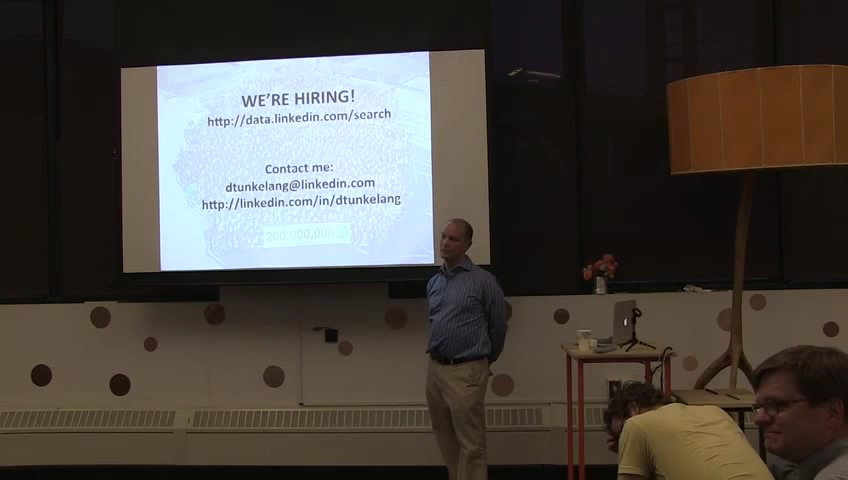 WE'RE HIRING!
http://data.linkedin.com/search
Contact me:
dtunkelang@linkedin.com
http://linkedin.com/in/dtunkelang
200,000,000